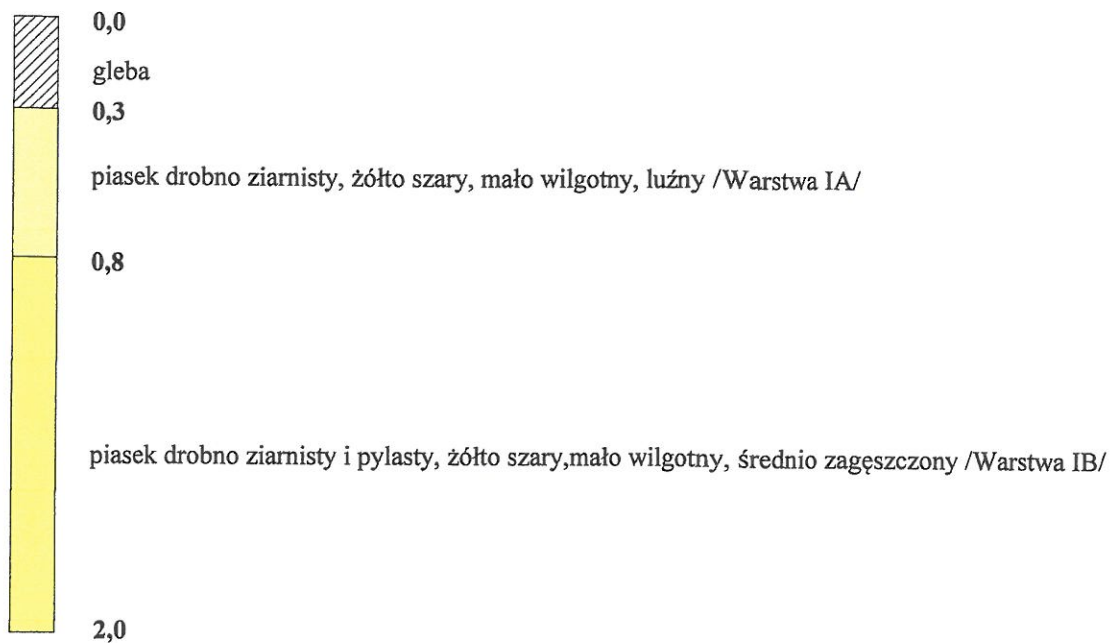 0,0
gleba
0,3
piasek drobno ziarnisty, żółto szary, mało wilgotny, luźny /Warstwa IA/
0,8
piasek drobno ziarnisty i pylasty, żółto szary,mało wilgotny, średnio zagęszczony /Warstwa IB/
2,0